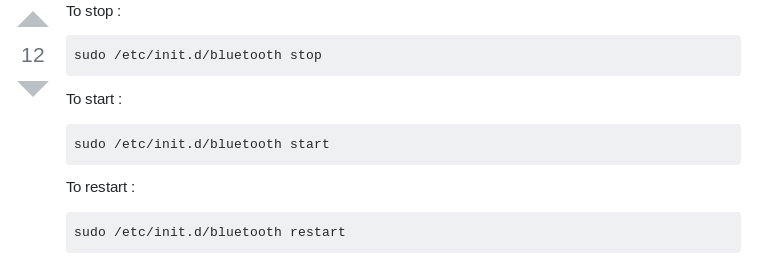 To stop :
12
sudo /etc/init.d/bluetooth stop
To start :
sudo /etc/init.d/bluetooth start
To restart :
sudo /etc/init.d/bluetooth restart